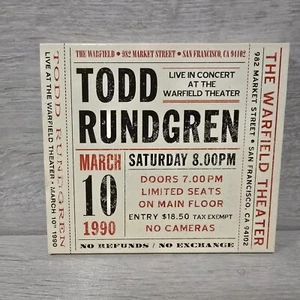 THE WARFIELD • 982 MARKET STREET • SAN FRANCISCO, CA 94102
TODD RUNDGREN
LIVE AT THE WARFIELD THEATER • MARCH 10TH 1990
TODD
LIVE IN CONCERT
AT THE
WARFIELD THEATER
RUNDGREN
MARCH
10
1990
SATURDAY 8.00PM
DOORS 7.00PM
LIMITED SEATS
ON MAIN FLOOR
ENTRY $18.50 TAX EXEMPT
NO CAMERAS
NO REFUNDS / NO EXCHANGE
THE WARFIELD THEATER
982 MARKET STREET • SAN FRANCISCO, CA 94102